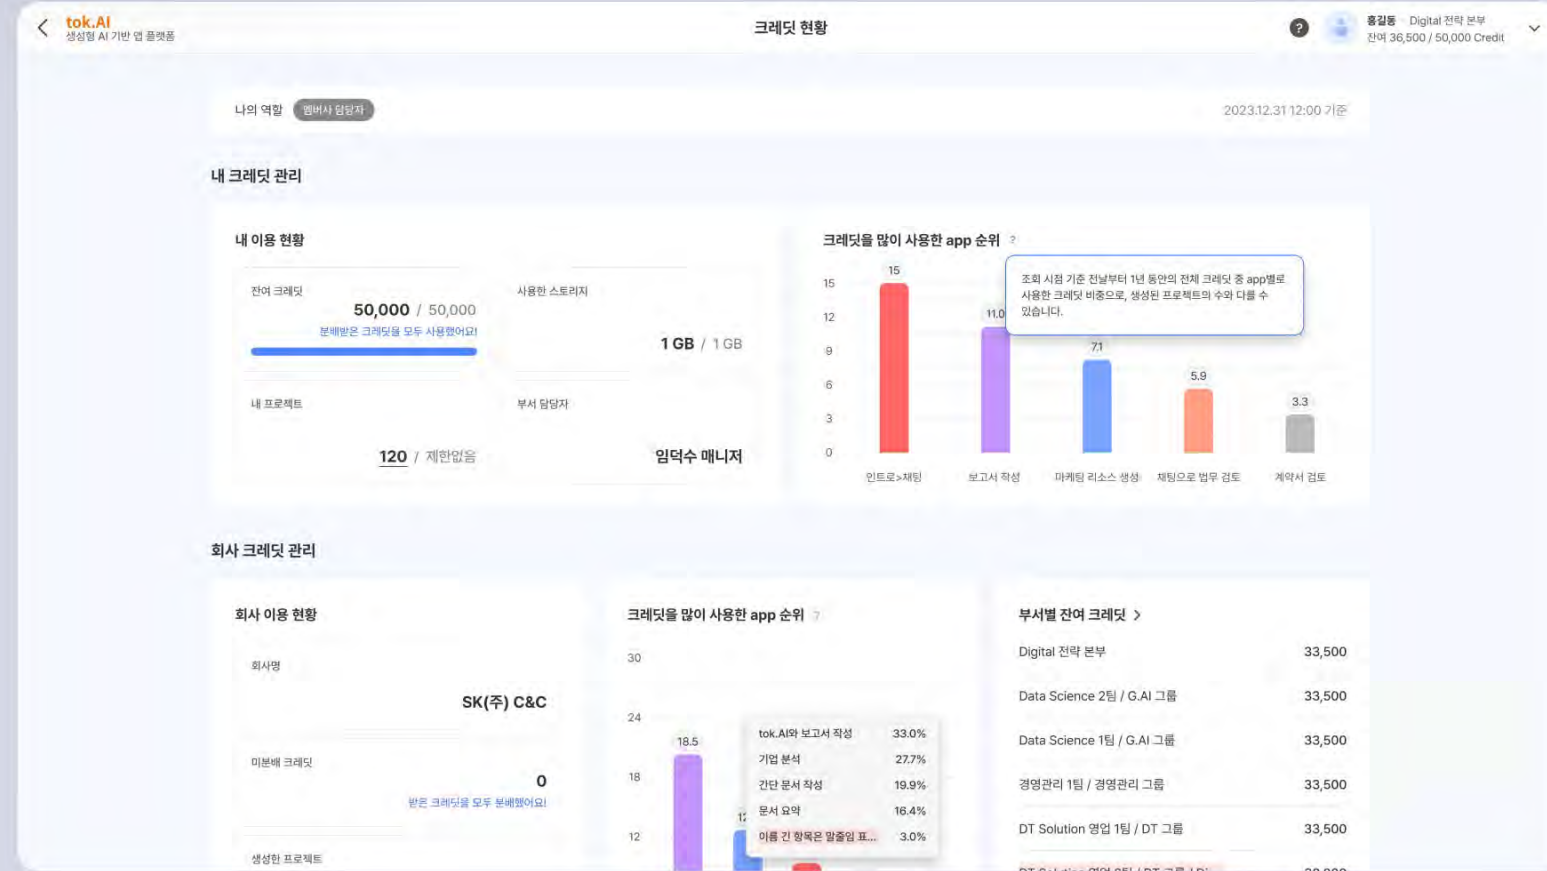 tok.AI
생성형 AI 기반 앱 플랫폼
크레딧 현황
?
홍길동 Digital 전략 본부
잔여 36,500 / 50,000 Credit
나의 역할 멤버사 담당자
2023.12.31 12:00 기준
내 크레딧 관리
내 이용 현황
잔여 크레딧
50,000 / 50,000
분배받은 크레딧을 모두 사용했어요!
사용한 스토리지
1 GB / 1 GB
내 프로젝트
120 / 제한없음
부서 담당자
임덕수 매니저
크레딧을 많이 사용한 app 순위 ?
조회 시점 기준 전날부터 1년 동안의 전체 크레딧 중 app별로
사용한 크레딧 비중으로, 생성된 프로젝트의 수와 다를 수
있습니다.
15
12
9
6
3
0
15
11.0
7.1
5.9
3.3
인트로>채팅
보고서 작성
마케팅 리소스 생성
채팅으로 법무 검토
계약서 검토
회사 크레딧 관리
회사 이용 현황
회사명
SK(주) C&C
미분배 크레딧
0
받은 크레딧을 모두 분배했어요!
생성한 프로젝트
크레딧을 많이 사용한 app 순위 ?
30
24
18
12
18.5
tok.AI와 보고서 작성 33.0%
기업 분석 27.7%
간단 문서 작성 19.9%
문서 요약 16.4%
이름 긴 항목은 말줄임 표... 3.0%
부서별 잔여 크레딧 >
Digital 전략 본부 33,500
Data Science 2팀 / G.AI 그룹 33,500
Data Science 1팀 / G.AI 그룹 33,500
경영관리 1팀 / 경영관리 그룹 33,500
DT Solution 영업 1팀 / DT 그룹 33,500